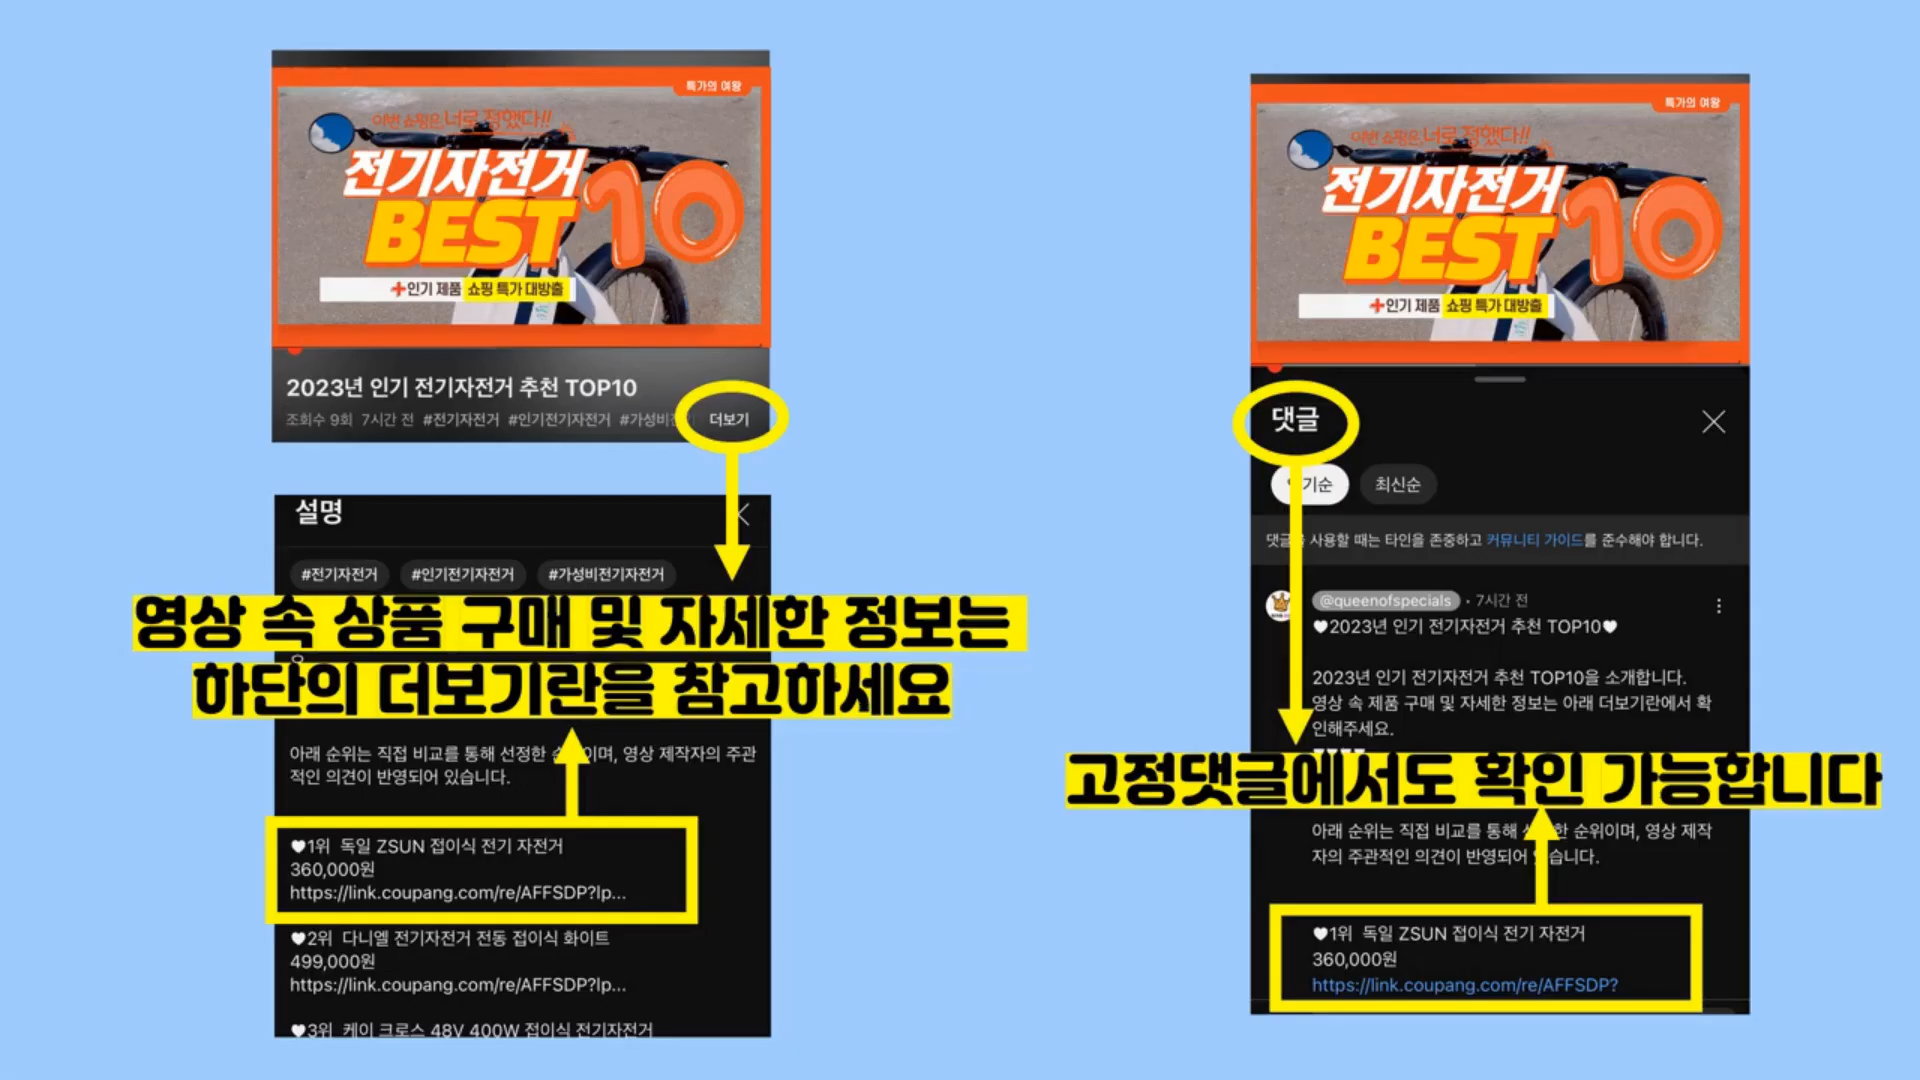 특가의 여왕
이번 쇼핑은 너로 정했다!!
전기자전거
BEST 10
+인기 제품 쇼핑 특가 대방출
2023년 인기 전기자전거 추천 TOP10
조회수 9회 7시간 전 #전기자전거 #인기전기자전거 #가성비전
더보기
설명
#전기자전거 #인기전기자전거 #가성비전기자전거
영상 속 상품 구매 및 자세한 정보는
하단의 더보기란을 참고하세요
아래 순위는 직접 비교를 통해 선정한 순위이며, 영상 제작자의 주관
적인 의견이 반영되어 있습니다.
♥1위 독일 ZSUN 접이식 전기 자전거
360,000원
https://link.coupang.com/re/AFFSDP?lp...
♥2위 다니엘 전기자전거 전동 접이식 화이트
499,000원
https://link.coupang.com/re/AFFSDP?lp...
♥3위 케이 크로스 48V 400W 접이식 전기자전거
특가의 여왕
이번 쇼핑은 너로 정했다!!
전기자전거
BEST 10
+인기 제품 쇼핑 특가 대방출
댓글
인기순 최신순
댓글을 사용할 때는 타인을 존중하고 커뮤니티 가이드를 준수해야 합니다.
@queenofspecials · 7시간 전
♥2023년 인기 전기자전거 추천 TOP10♥
2023년 인기 전기자전거 추천 TOP10을 소개합니다.
영상 속 제품 구매 및 자세한 정보는 아래 더보기란에서 확
인해주세요.
고정댓글에서도 확인 가능합니다
아래 순위는 직접 비교를 통해 선정한 순위이며, 영상 제작
자의 주관적인 의견이 반영되어 있습니다.
♥1위 독일 ZSUN 접이식 전기 자전거
360,000원
https://link.coupang.com/re/AFFSDP?